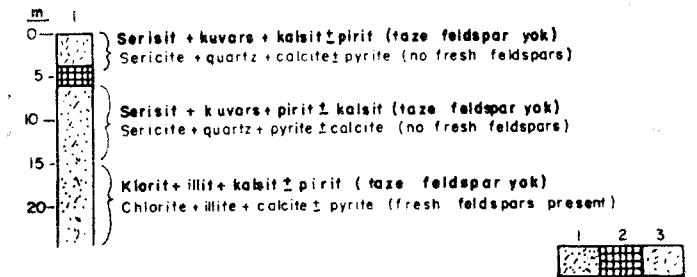 m 1
0
Serisit + kuvars + kalsit ± pirit (taze feldspar yok)
Sericite + quartz + calcite ± pyrite (no fresh feldspars)
5
10
Serisit + kuvars + pirit ± kalsit (taze feldspar yok)
Sericite + quartz + pyrite ± calcite (no fresh feldspars)
15
Klorit + illit + kalsit ± pirit ( taze feldspar yok)
Chlorite + illite + calcite ± pyrite (fresh feldspars present)
20
1 2 3